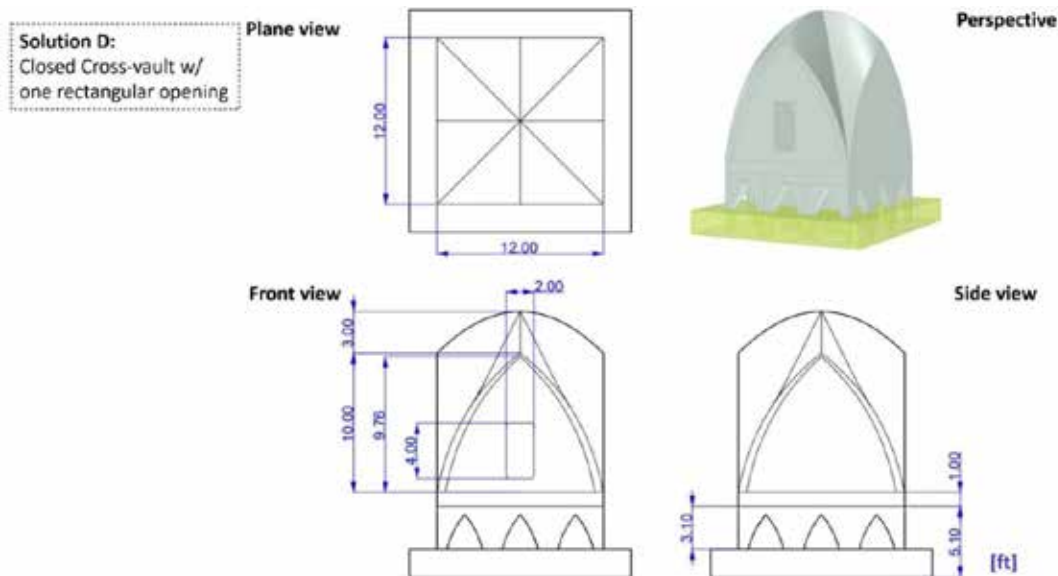 Solution D:
Closed Cross-vault w/
one rectangular opening
Plane view
Perspective
12.00
12.00
Front view
2.00
Side view
3.00
10.00
9.76
4.00
1.00
3.10
5.10
[ft]